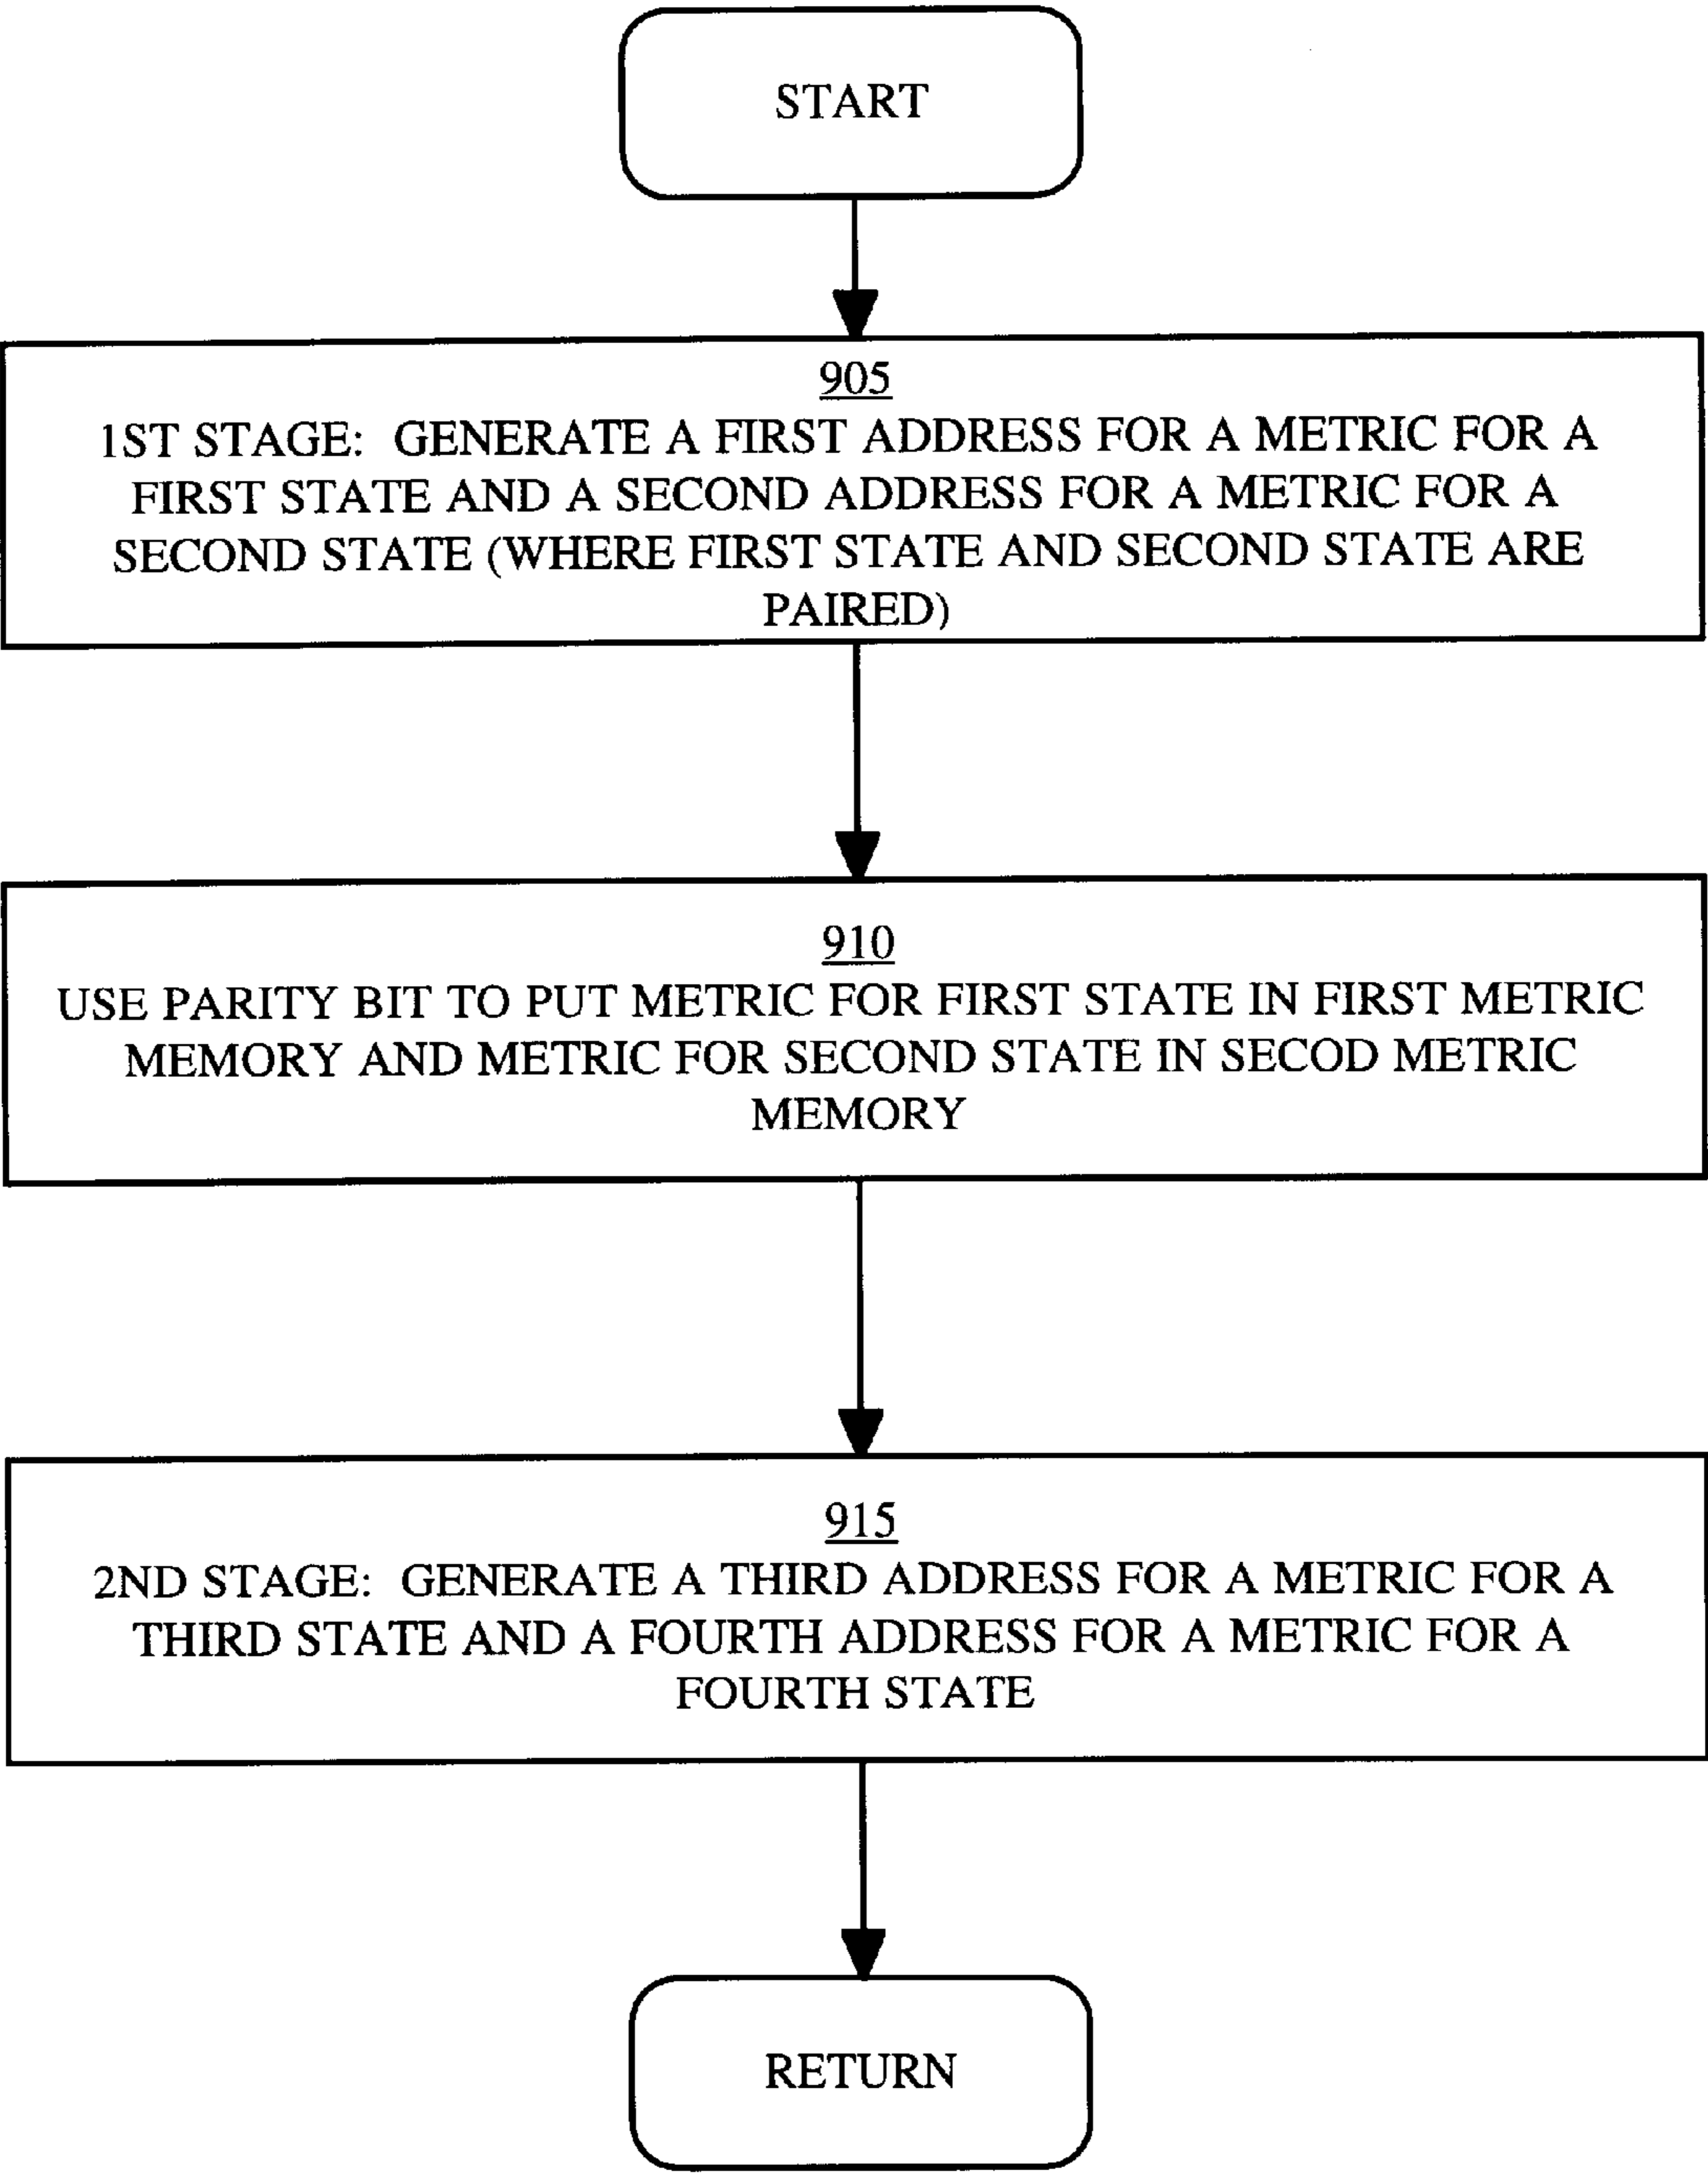 START
905
1ST STAGE: GENERATE A FIRST ADDRESS FOR A METRIC FOR A
FIRST STATE AND A SECOND ADDRESS FOR A METRIC FOR A
SECOND STATE (WHERE FIRST STATE AND SECOND STATE ARE
PAIRED)
910
USE PARITY BIT TO PUT METRIC FOR FIRST STATE IN FIRST METRIC
MEMORY AND METRIC FOR SECOND STATE IN SECOD METRIC
MEMORY
915
2ND STAGE: GENERATE A THIRD ADDRESS FOR A METRIC FOR A
THIRD STATE AND A FOURTH ADDRESS FOR A METRIC FOR A
FOURTH STATE
RETURN